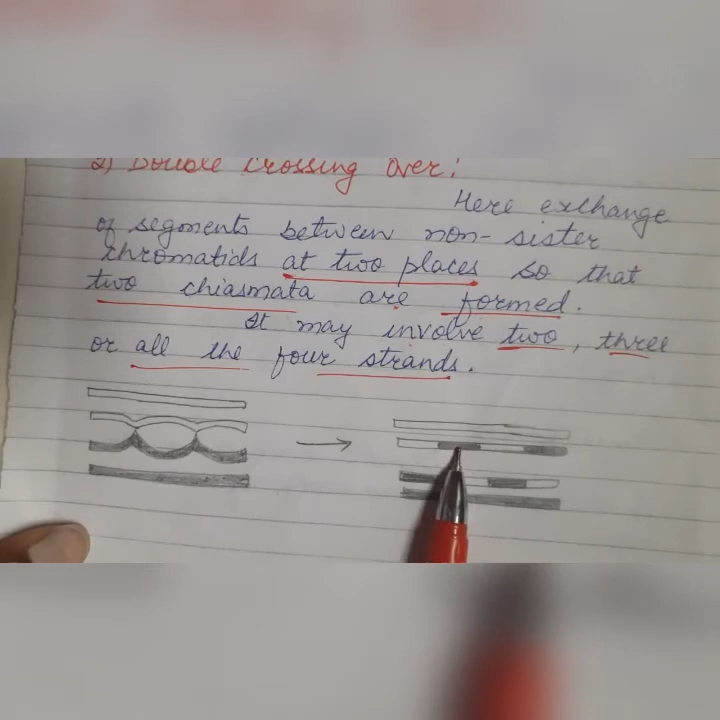 2) Double Crossing Over:
Here exchange
of segments between non-sister
chromatids at two places so that
two chiasmata are formed.
It may involve two, three
or all the four strands.